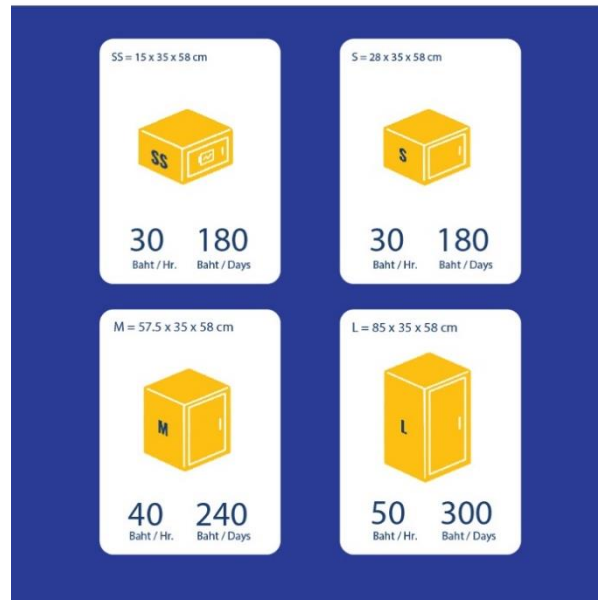 SS = 15 x 35 x 58 cm
SS
30 180
Baht / Hr. Baht / Days
S = 28 x 35 x 58 cm
S
30 180
Baht / Hr. Baht / Days
M = 57.5 x 35 x 58 cm
M
40 240
Baht / Hr. Baht / Days
L = 85 x 35 x 58 cm
L
50 300
Baht / Hr. Baht / Days